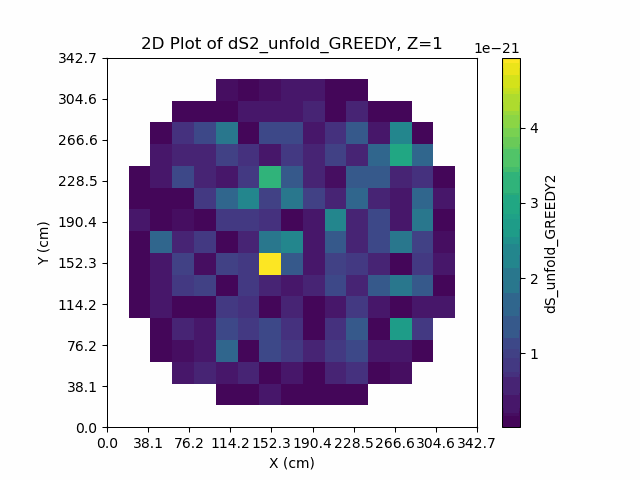 2D Plot of dS2_unfold_GREEDY, Z=1
1e−21
342.7
304.6
266.6
228.5
190.4
152.3
114.2
76.2
38.1
0.0
Y (cm)
0.0 38.1 76.2 114.2 152.3 190.4 228.5 266.6 304.6 342.7
X (cm)
4
3
2
1
dS_unfold_GREEDY2